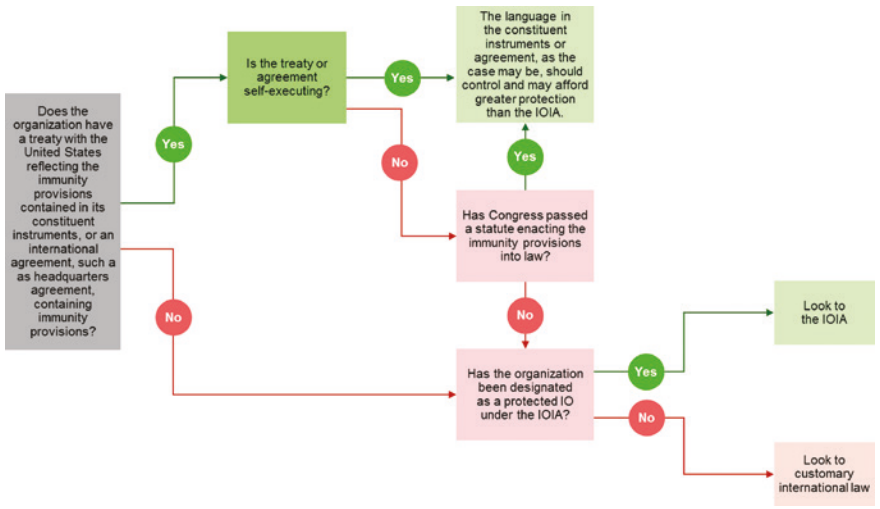 Does the
organization have
a treaty with the
United States
reflecting the
immunity
provisions
contained in its
constituent
instruments, or an
international
agreement, such a
as headquarters
agreement,
containing
immunity
provisions?
Yes
No
Is the treaty or
agreement
self-executing?
Yes
No
The language in
the constituent
instruments or
agreement, as the
case may be, should
control and may afford
greater protection
than the IOIA.
Yes
Has Congress passed
a statute enacting the
immunity provisions
into law?
No
Has the organization
been designated
as a protected IO
under the IOIA?
Yes
No
Look to
the IOIA
Look to
customary
international law